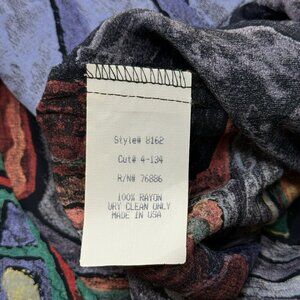 Style# 8162
Cut# 4-134
R/N# 76886
100% RAYON
DRY CLEAN ONLY
MADE IN USA